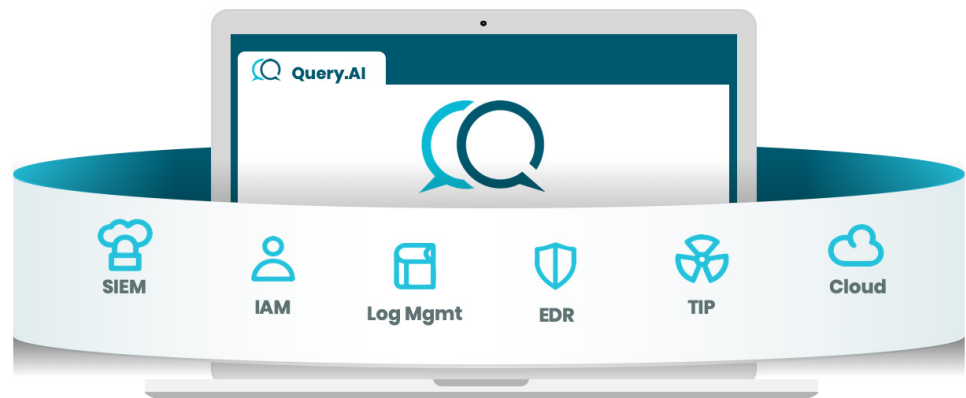 Query.AI
SIEM
IAM
Log Mgmt
EDR
TIP
Cloud